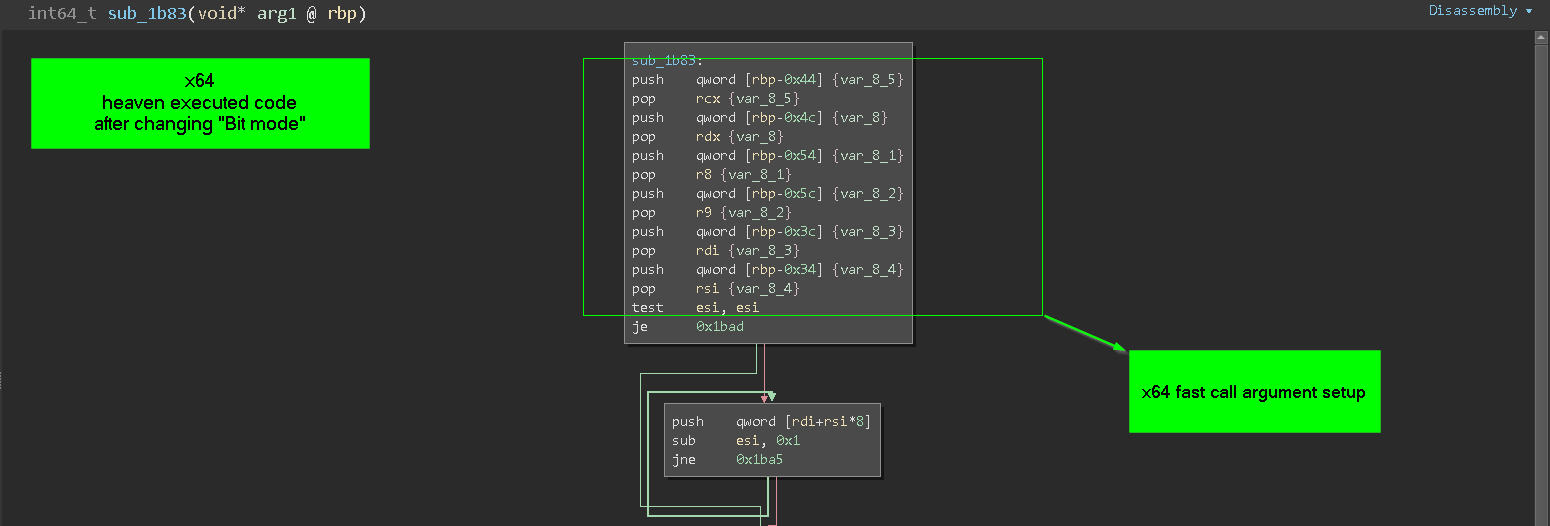 int64_t sub_1b83(void* arg1 @ rbp)
Disassembly ▾
x64
heaven executed code
after changing "Bit mode"
sub_1b83:
push qword [rbp-0x44] {var_8_5}
pop rcx {var_8_5}
push qword [rbp-0x4c] {var_8}
pop rdx {var_8}
push qword [rbp-0x54] {var_8_1}
pop r8 {var_8_1}
push qword [rbp-0x5c] {var_8_2}
pop r9 {var_8_2}
push qword [rbp-0x3c] {var_8_3}
pop rdi {var_8_3}
push qword [rbp-0x34] {var_8_4}
pop rsi {var_8_4}
test esi, esi
je 0x1bad
x64 fast call argument setup
push qword [rdi+rsi*8]
sub esi, 0x1
jne 0x1ba5